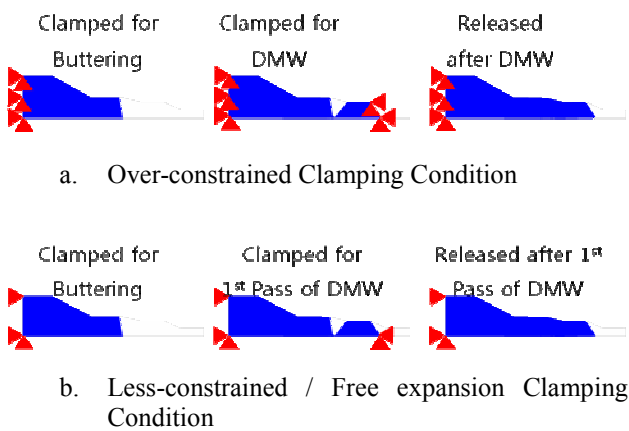 Clamped for Clamped for Released
Buttering DMW after DMW
a. Over-constrained Clamping Condition
Clamped for Clamped for Released after 1st
Buttering 1st Pass of DMW Pass of DMW
b. Less-constrained / Free expansion Clamping
Condition